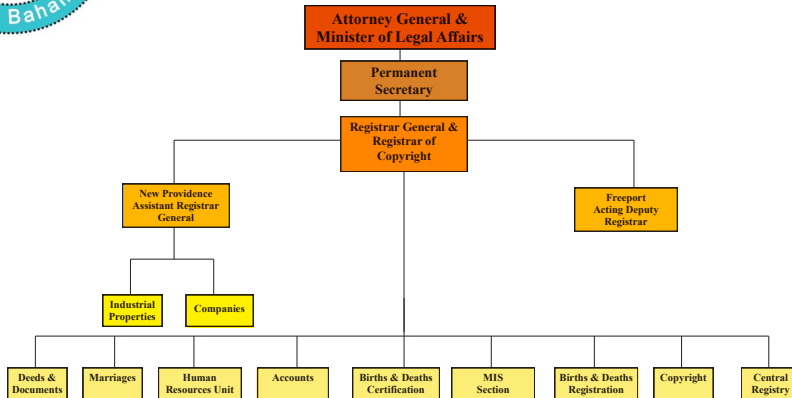 Attorney General &
Minister of Legal Affairs
Permanent
Secretary
Registrar General &
Registrar of
Copyright
New Providence
Assistant Registrar
General
Freeport
Acting Deputy
Registrar
Industrial
Properties
Companies
Deeds &
Documents
Marriages
Human
Resources Unit
Accounts
Births & Deaths
Certification
MIS
Section
Births & Deaths
Registration
Copyright
Central
Registry